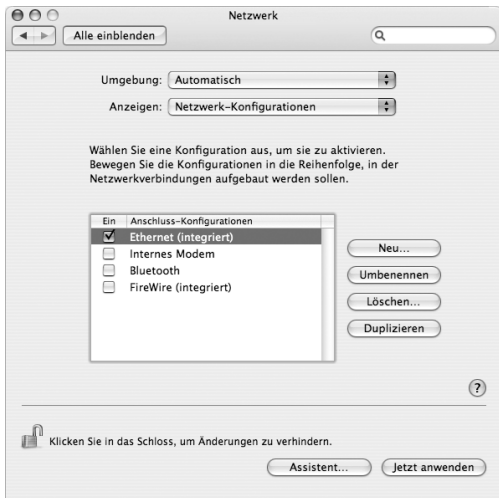 Netzwerk
Alle einblenden
Umgebung: Automatisch
Anzeigen: Netzwerk-Konfigurationen
Wählen Sie eine Konfiguration aus, um sie zu aktivieren.
Bewegen Sie die Konfigurationen in die Reihenfolge, in der
Netzwerkverbindungen aufgebaut werden sollen.
Ein Anschluss-Konfigurationen
Ethernet (integriert)
Internes Modem
Bluetooth
FireWire (integriert)
Neu...
Umbenennen
Löschen...
Duplizieren
?
Klicken Sie in das Schloss, um Änderungen zu verhindern.
Assistent... Jetzt anwenden